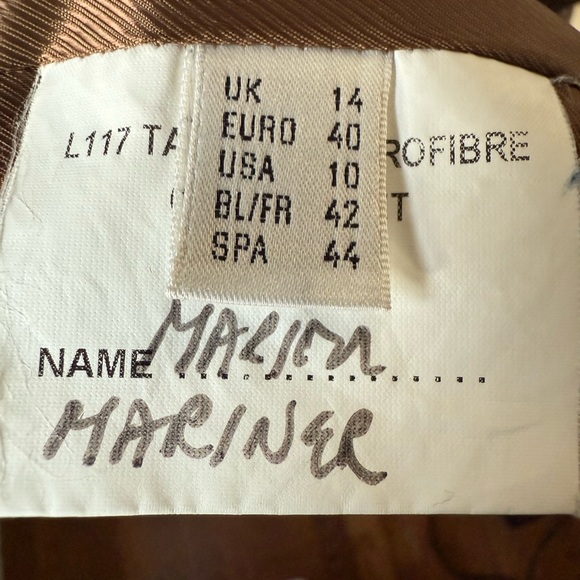 UK 14
EURO 40
USA 10
BL/FR 42
SPA 44
L117
NAME
MARINER